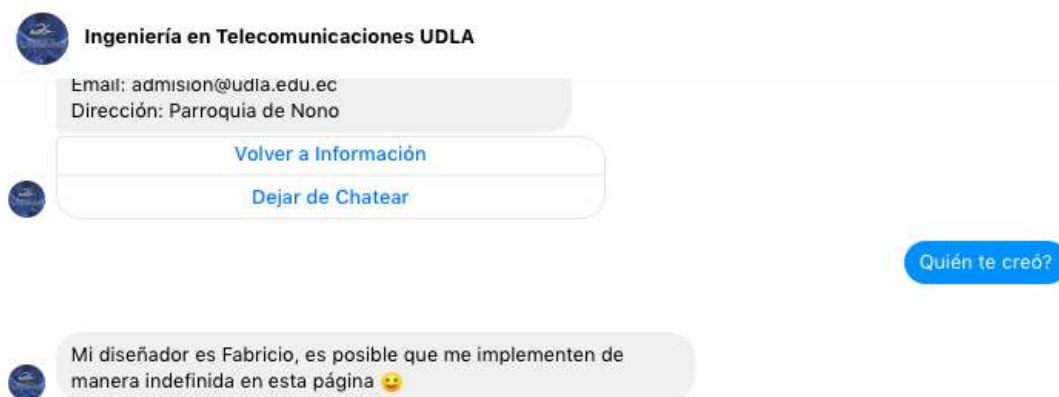 Ingeniería en Telecomunicaciones UDLA
Email: admision@udla.edu.ec
Dirección: Parroquia de Nono
Volver a Información
Dejar de Chatear
Quién te creó?
Mi diseñador es Fabricio, es posible que me implementen de
manera indefinida en esta página 😃